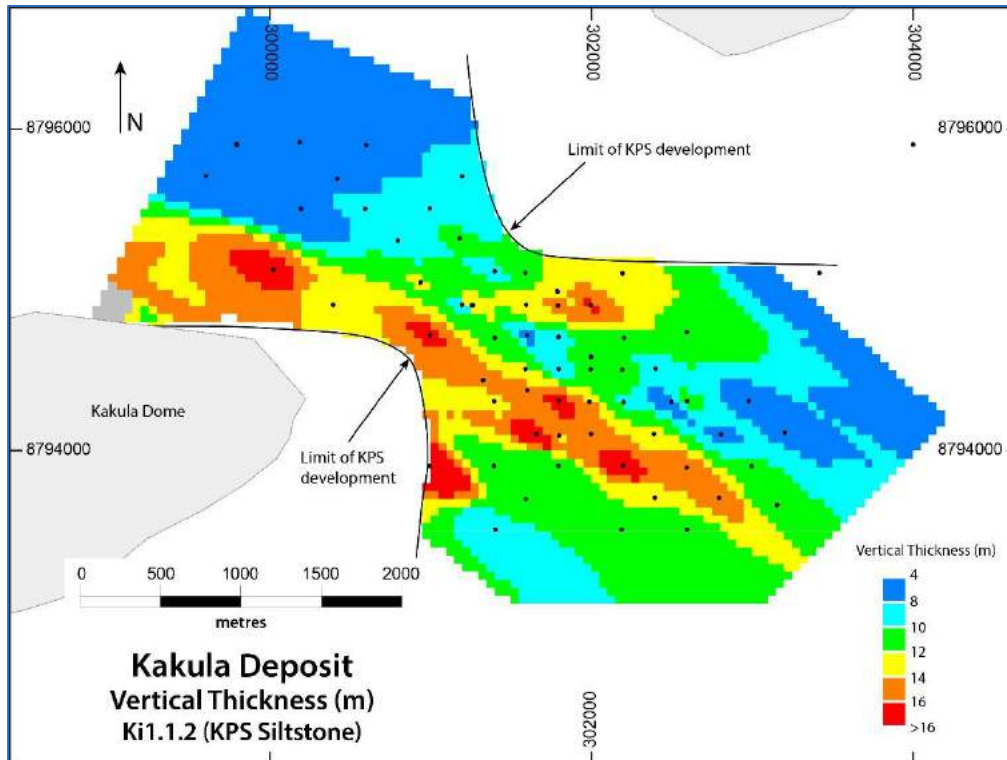 300000
302000
304000
8796000
8796000
N
Limit of KPS development
Kakula Dome
Limit of KPS
development
8794000
8794000
0 500 1000 1500 2000
metres
Kakula Deposit
Vertical Thickness (m)
Ki1.1.2 (KPS Siltstone)
302000
Vertical Thickness (m)
4
8
10
12
14
16
>16